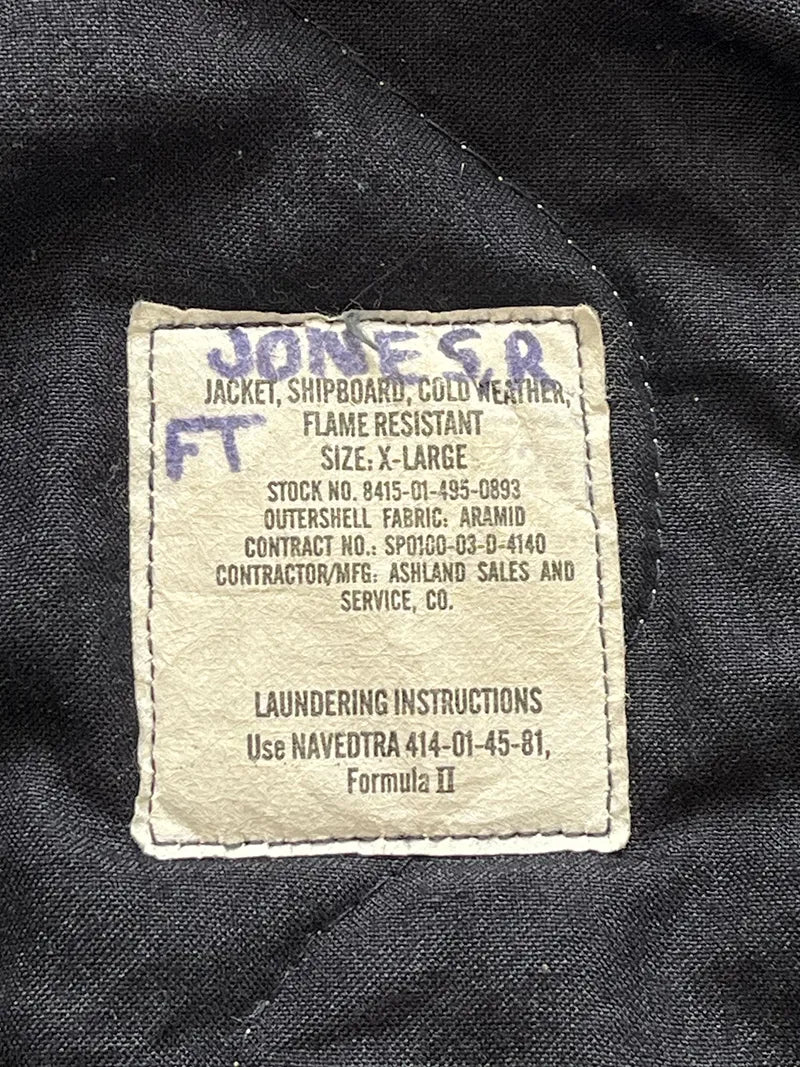 JONES, R
JACKET, SHIPBOARD, COLD WEATHER,
FLAME RESISTANT
FT
SIZE: X-LARGE
STOCK NO. 8415-01-495-0893
OUTERSHELL FABRIC: ARAMID
CONTRACT NO.: SP0100-03-D-4140
CONTRACTOR/MFG: ASHLAND SALES AND
SERVICE, CO.
LAUNDERING INSTRUCTIONS
Use NAVEDTRA 414-01-45-81,
Formula II